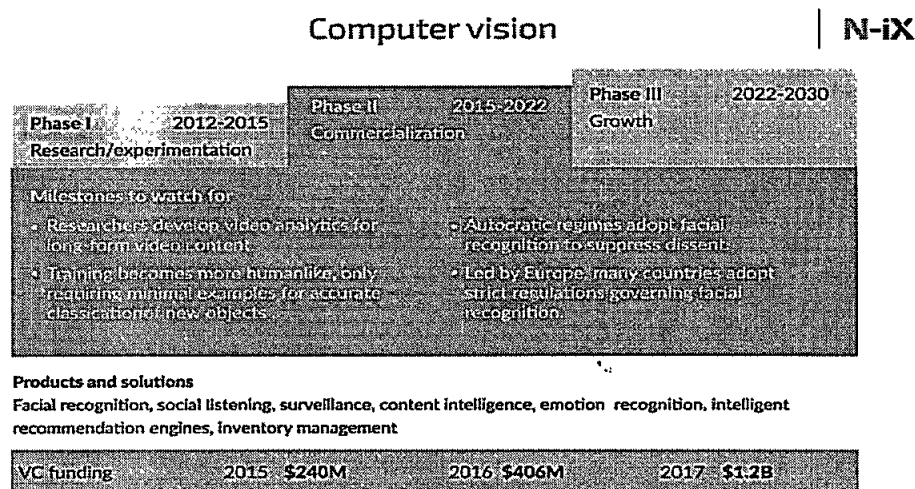 Computer vision
N-iX
Phase I 2012-2015
Research/experimentation
Phase II 2015-2022
Commercialization
Phase III 2022-2030
Growth
Milestones to watch for
• Researchers develop video analytics for
long-form video content
• Training becomes more humanlike, only
requiring minimal examples for accurate
classication of new objects.
• Autocratic regimes adopt facial
recognition to suppress dissent.
• Led by Europe, many countries adopt
strict regulations governing facial
recognition.
Products and solutions
Facial recognition, social listening, surveillance, content intelligence, emotion recognition, intelligent
recommendation engines, inventory management
VC funding 2015 $240M 2016 $406M 2017 $1.2B